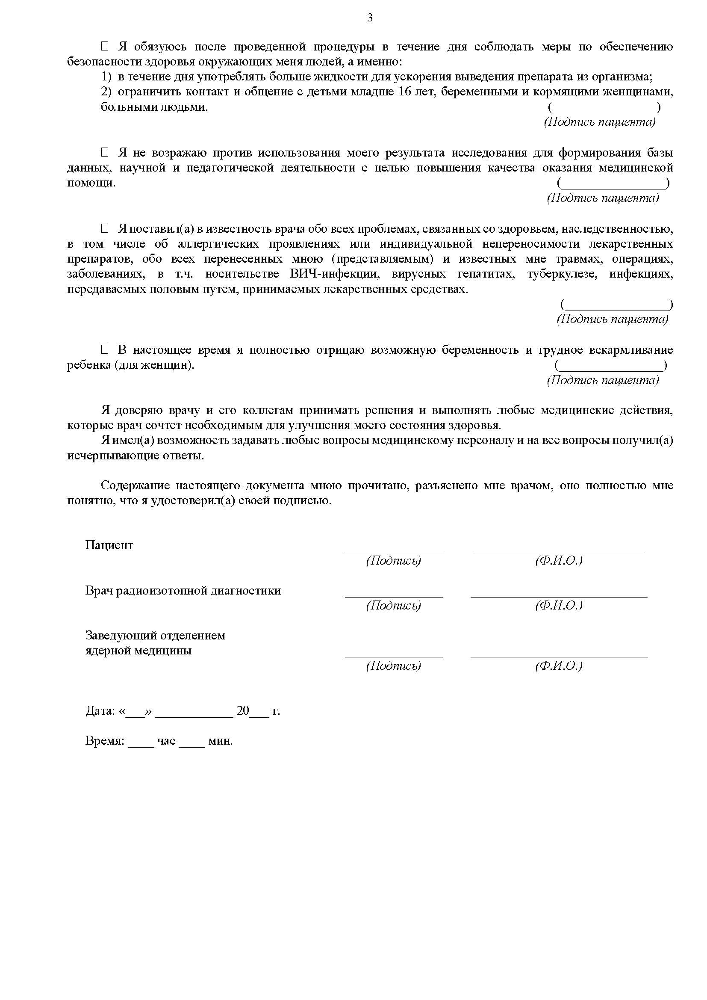 3
☐ Я обязуюсь после проведенной процедуры в течение дня соблюдать меры по обеспечению
безопасности здоровья окружающих меня людей, а именно:
1) в течение дня употреблять больше жидкости для ускорения выведения препарата из организма;
2) ограничить контакт и общение с детьми младше 16 лет, беременными и кормящими женщинами,
больными людьми. ( )
(Подпись пациента)
☐ Я не возражаю против использования моего результата исследования для формирования базы
данных, научной и педагогической деятельности с целью повышения качества оказания медицинской
помощи. (________________)
(Подпись пациента)
☐ Я поставил(а) в известность врача обо всех проблемах, связанных со здоровьем, наследственностью,
в том числе об аллергических проявлениях или индивидуальной непереносимости лекарственных
препаратов, обо всех перенесенных мною (представляемым) и известных мне травмах, операциях,
заболеваниях, в т.ч. носительстве ВИЧ-инфекции, вирусных гепатитах, туберкулезе, инфекциях,
передаваемых половым путем, принимаемых лекарственных средствах.
(________________)
(Подпись пациента)
☐ В настоящее время я полностью отрицаю возможную беременность и грудное вскармливание
ребенка (для женщин). (________________)
(Подпись пациента)
Я доверяю врачу и его коллегам принимать решения и выполнять любые медицинские действия,
которые врач сочтет необходимым для улучшения моего состояния здоровья.
Я имел(а) возможность задавать любые вопросы медицинскому персоналу и на все вопросы получил(а)
исчерпывающие ответы.
Содержание настоящего документа мною прочитано, разъяснено мне врачом, оно полностью мне
понятно, что я удостоверил(а) своей подписью.
Пациент _______________ __________________________
(Подпись) (Ф.И.О.)
Врач радиоизотопной диагностики _______________ ___________________________
(Подпись) (Ф.И.О.)
Заведующий отделением
ядерной медицины _______________ ___________________________
(Подпись) (Ф.И.О.)
Дата: «___» ____________ 20___ г.
Время: ____ час ____ мин.